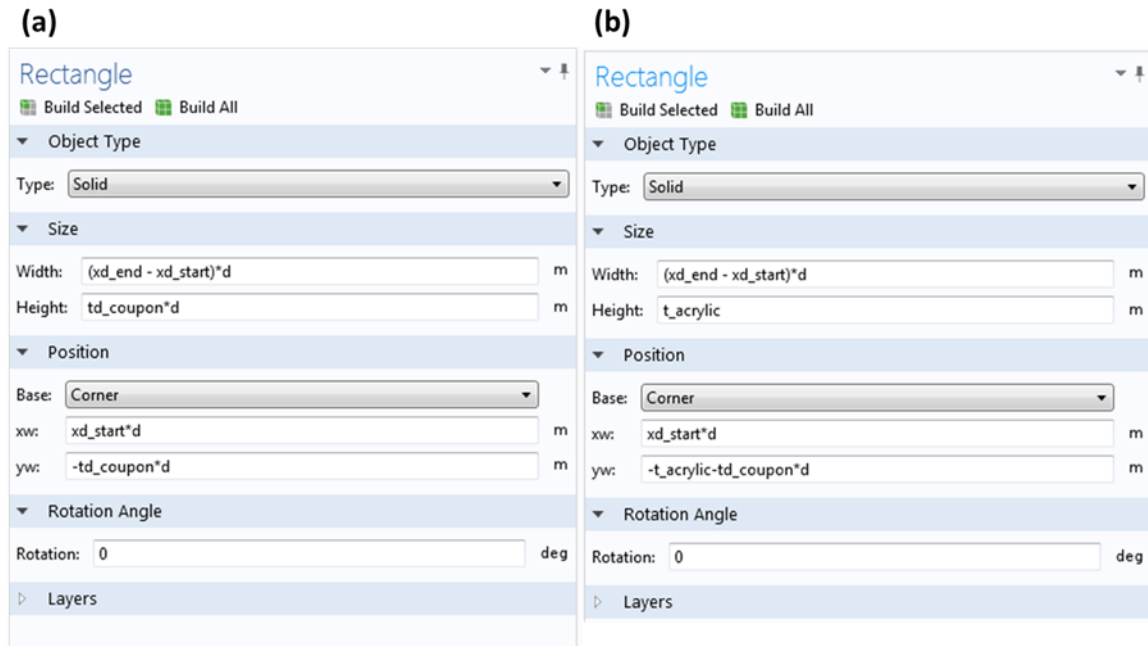 (a)
Rectangle
Build Selected Build All
Object Type
Type: Solid
Size
Width: (xd_end - xd_start)*d m
Height: td_coupon*d m
Position
Base: Corner
xw: xd_start*d m
yw: -td_coupon*d m
Rotation Angle
Rotation: 0 deg
Layers
(b)
Rectangle
Build Selected Build All
Object Type
Type: Solid
Size
Width: (xd_end - xd_start)*d m
Height: t_acrylic m
Position
Base: Corner
xw: xd_start*d m
yw: -t_acrylic-td_coupon*d m
Rotation Angle
Rotation: 0 deg
Layers